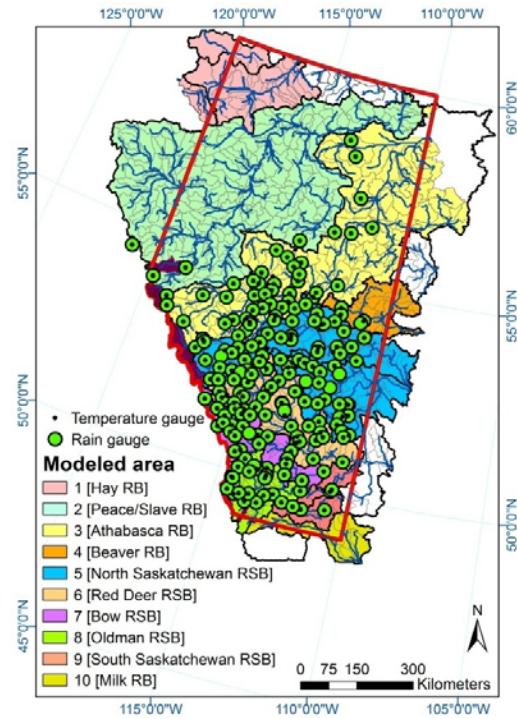 125°0'0"W 120°0'0"W 115°0'0"W 110°0'0"W
60°0'0"N
55°0'0"N
55°0'0"N
50°0'0"N
50°0'0"N
45°0'0"N
Temperature gauge
Rain gauge
Modeled area
1 [Hay RB]
2 [Peace/Slave RB]
3 [Athabasca RB]
4 [Beaver RB]
5 [North Saskatchewan RSB]
6 [Red Deer RSB]
7 [Bow RSB]
8 [Oldman RSB]
9 [South Saskatchewan RSB]
10 [Milk RB]
N
0 75 150 300
Kilometers
115°0'0"W 110°0'0"W